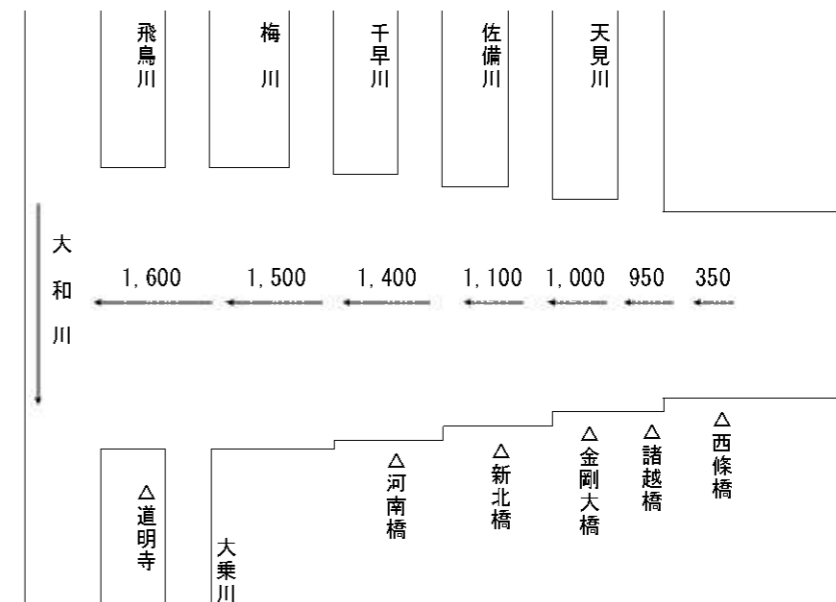 飛鳥川
梅川
千早川
佐備川
天見川
大和川
1,600
1,500
1,400
1,100
1,000
950
350
△道明寺
大乗川
△河南橋
△新北橋
△金剛大橋
△諸越橋
△西條橋